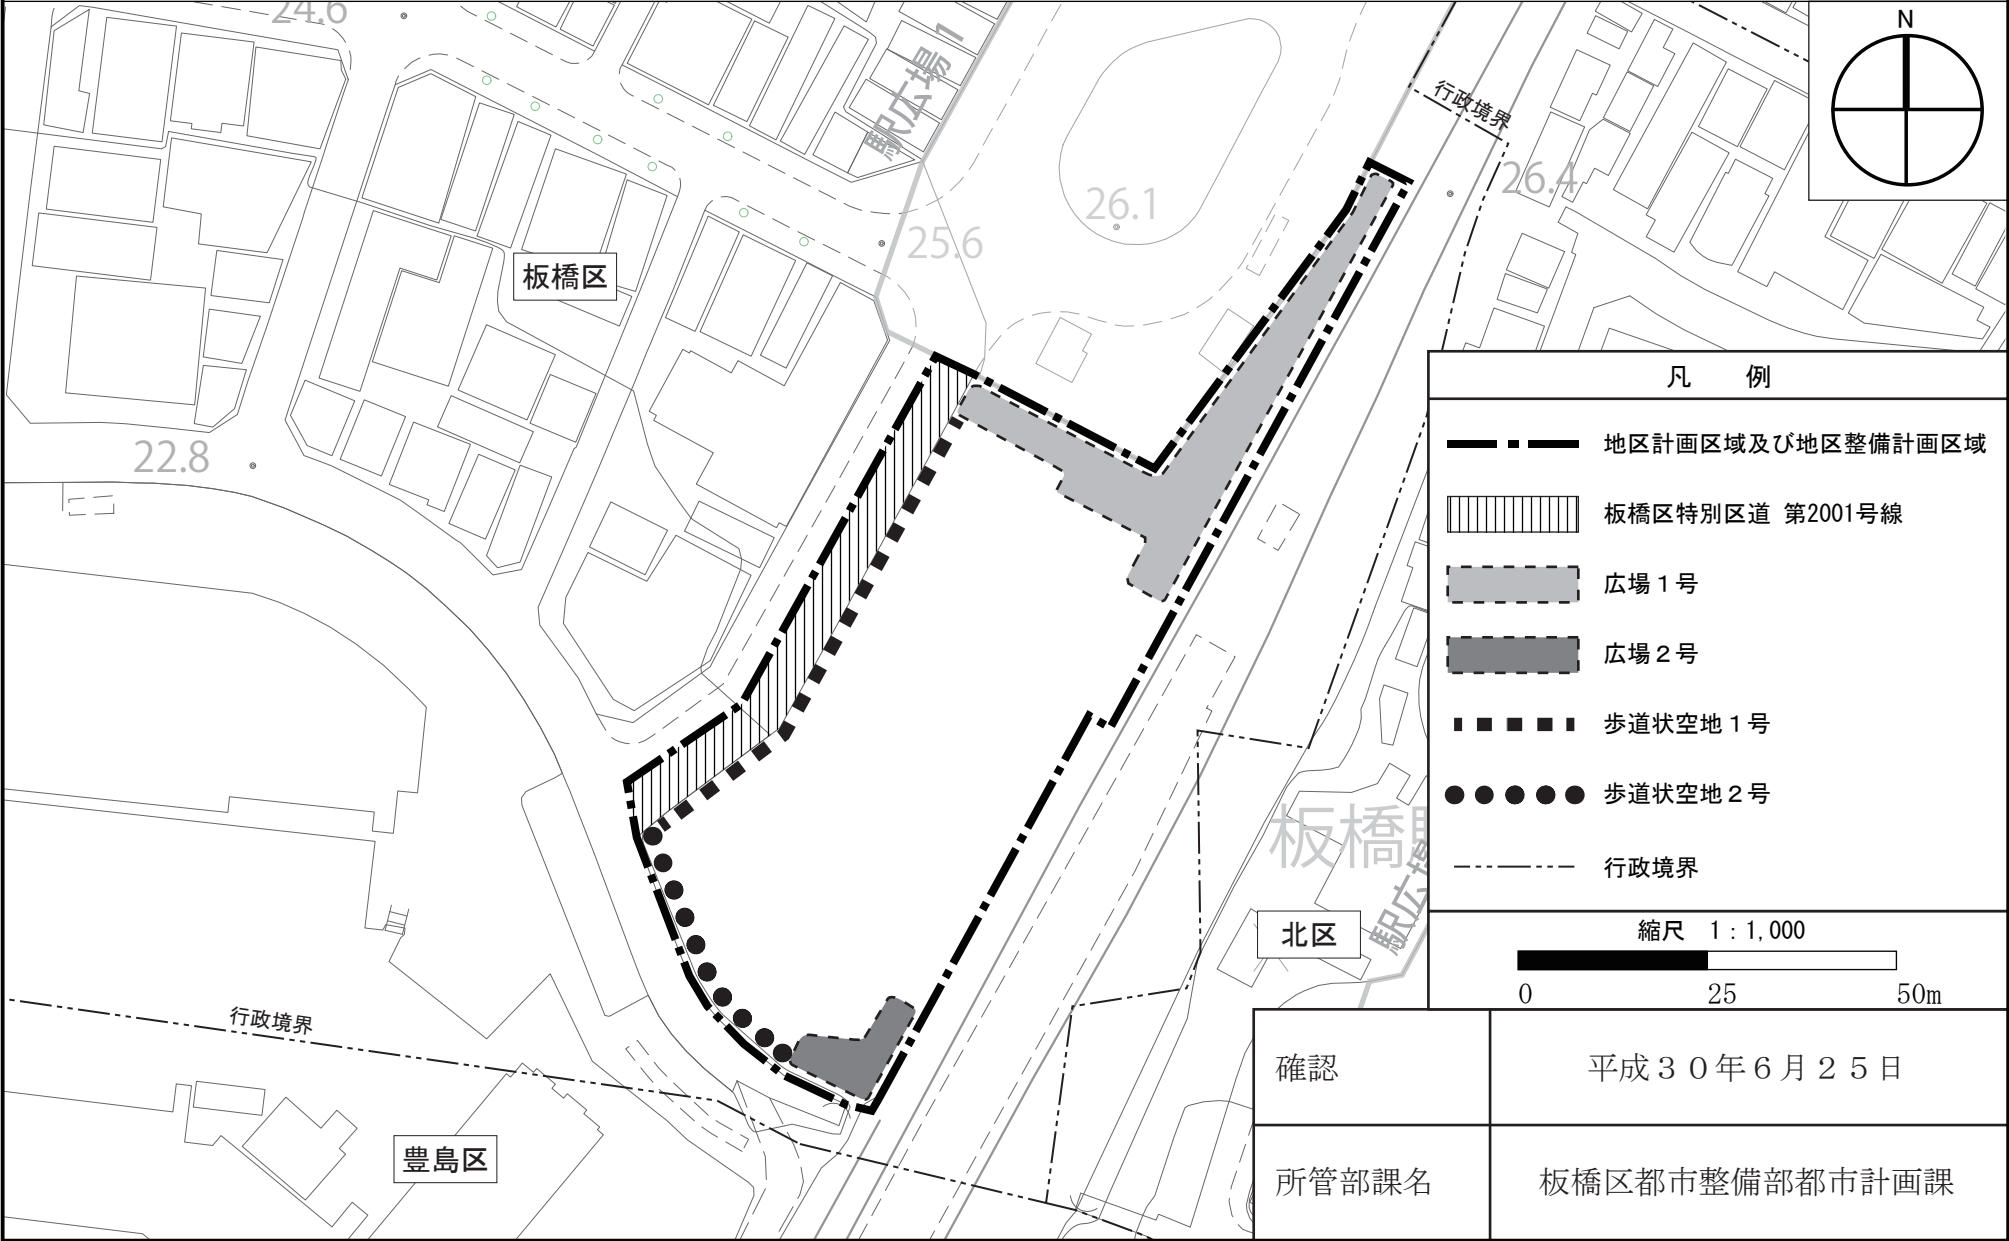 24.6
駅広場1
N
行政境界
26.4
26.1
25.6
板橋区
22.8
凡 例
地区計画区域及び地区整備計画区域
板橋区特別区道 第2001号線
広場1号
広場2号
歩道状空地1号
歩道状空地2号
行政境界
板橋
駅広場
北区
縮尺 1:1,000
0 25 50m
行政境界
豊島区
確認 平成30年6月25日
所管部課名 板橋区都市整備部都市計画課